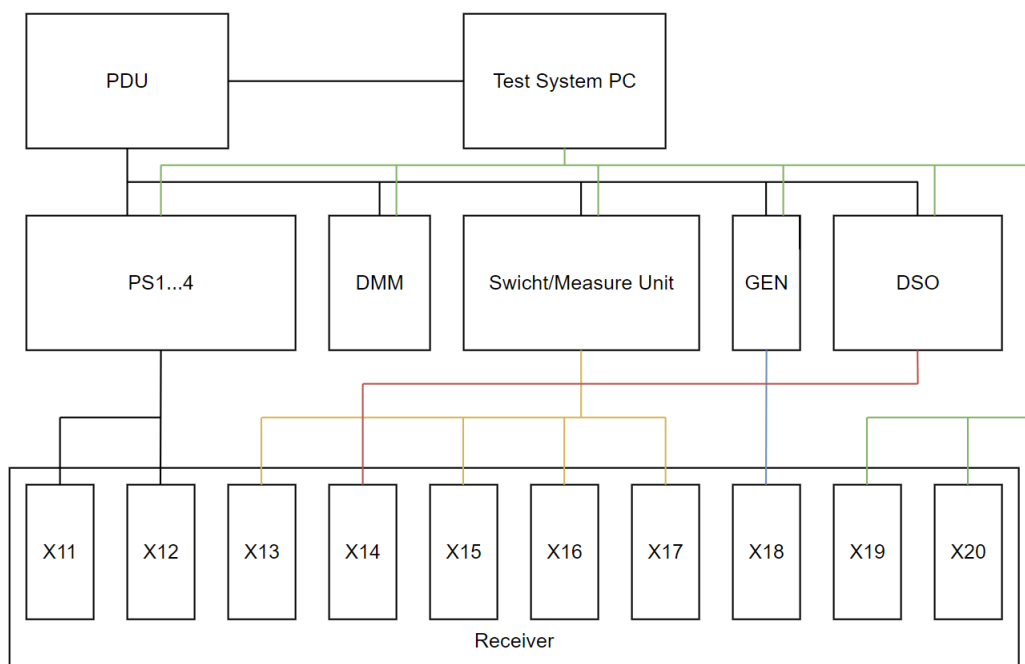 PDU
Test System PC
PS1...4
DMM
Swicht/Measure Unit
GEN
DSO
X11
X12
X13
X14
X15
X16
X17
X18
X19
X20
Receiver